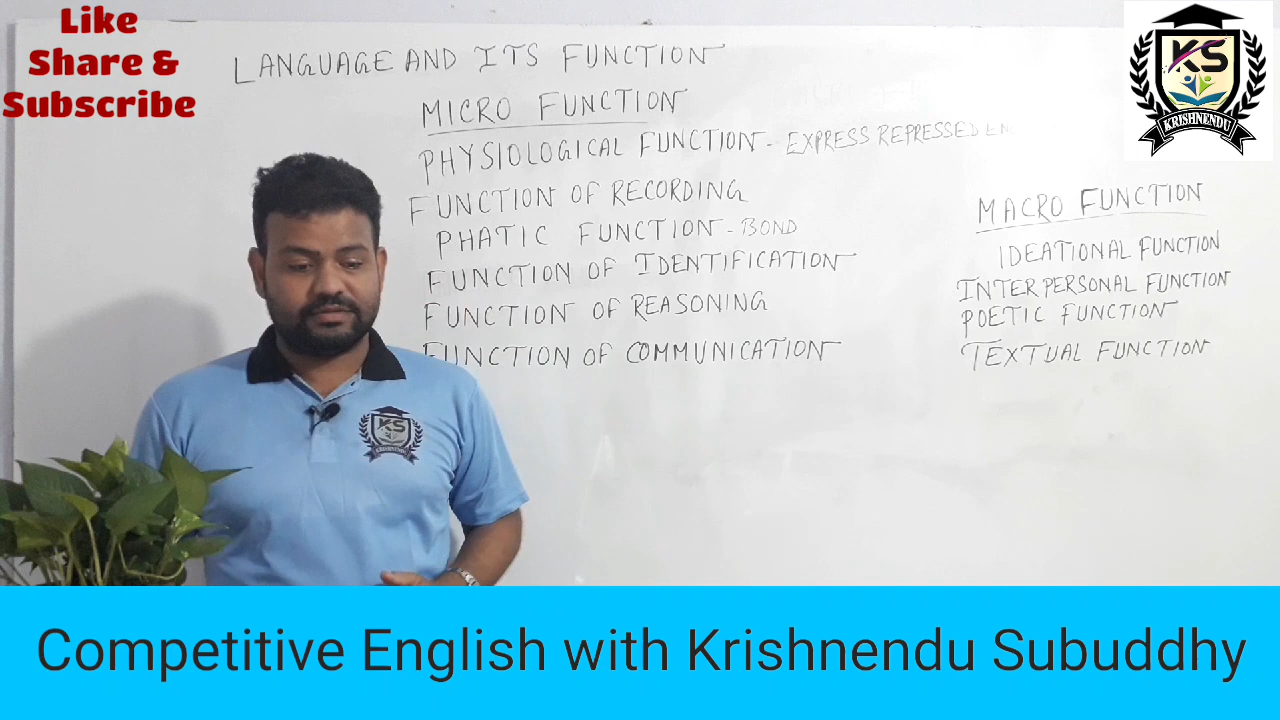 Like
Share &
Subscribe
LANGUAGE AND ITS FUNCTION
MICRO FUNCTION
PHYSIOLOGICAL FUNCTION - EXPRESS REPRESSED
FUNCTION OF RECORDING
PHATIC FUNCTION - BOND
FUNCTION OF IDENTIFICATION
FUNCTION OF REASONING
FUNCTION OF COMMUNICATION
MACRO FUNCTION
IDEATIONAL FUNCTION
INTERPERSONAL FUNCTION
POETIC FUNCTION
TEXTUAL FUNCTION
KS
KRISHNENDU
KS
KRISHNENDU
Competitive English with Krishnendu Subuddhy